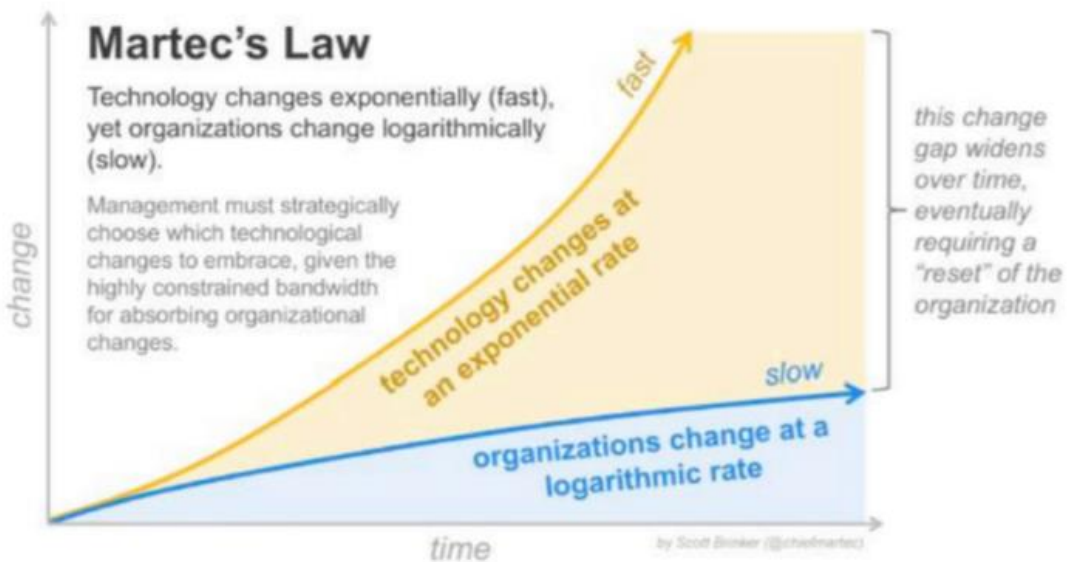 Martec's Law
Technology changes exponentially (fast),
yet organizations change logarithmically
(slow).
Management must strategically
choose which technological
changes to embrace, given the
highly constrained bandwidth
for absorbing organizational
changes.
change
fast
technology changes at
an exponential rate
this change
gap widens
over time,
eventually
requiring a
“reset” of the
organization
slow
organizations change at a
logarithmic rate
time
by Scott Brinker (@chiefmartec)